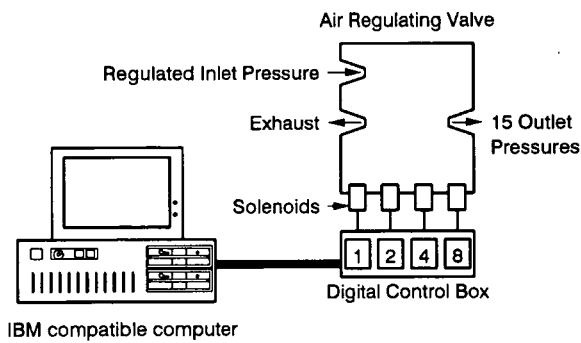 Air Regulating Valve
Regulated Inlet Pressure
Exhaust
15 Outlet
Pressures
Solenoids
1 2 4 8
Digital Control Box
IBM compatible computer